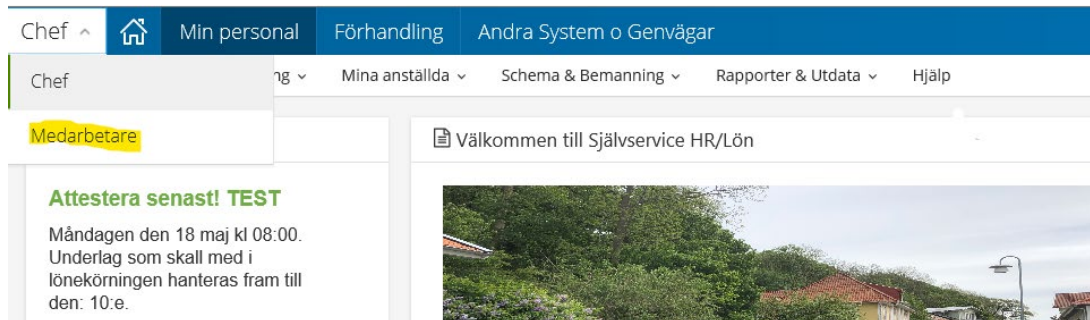 Chef Min personal Förhandling Andra System o Genvägar
Chef
ng Mina anställda Schema & Bemanning Rapporter & Utdata Hjälp
Medarbetare
Välkommen till Självservice HR/Lön
Attestera senast! TEST
Måndagen den 18 maj kl 08:00.
Underlag som skall med i
lönekörningen hanteras fram till
den: 10:e.